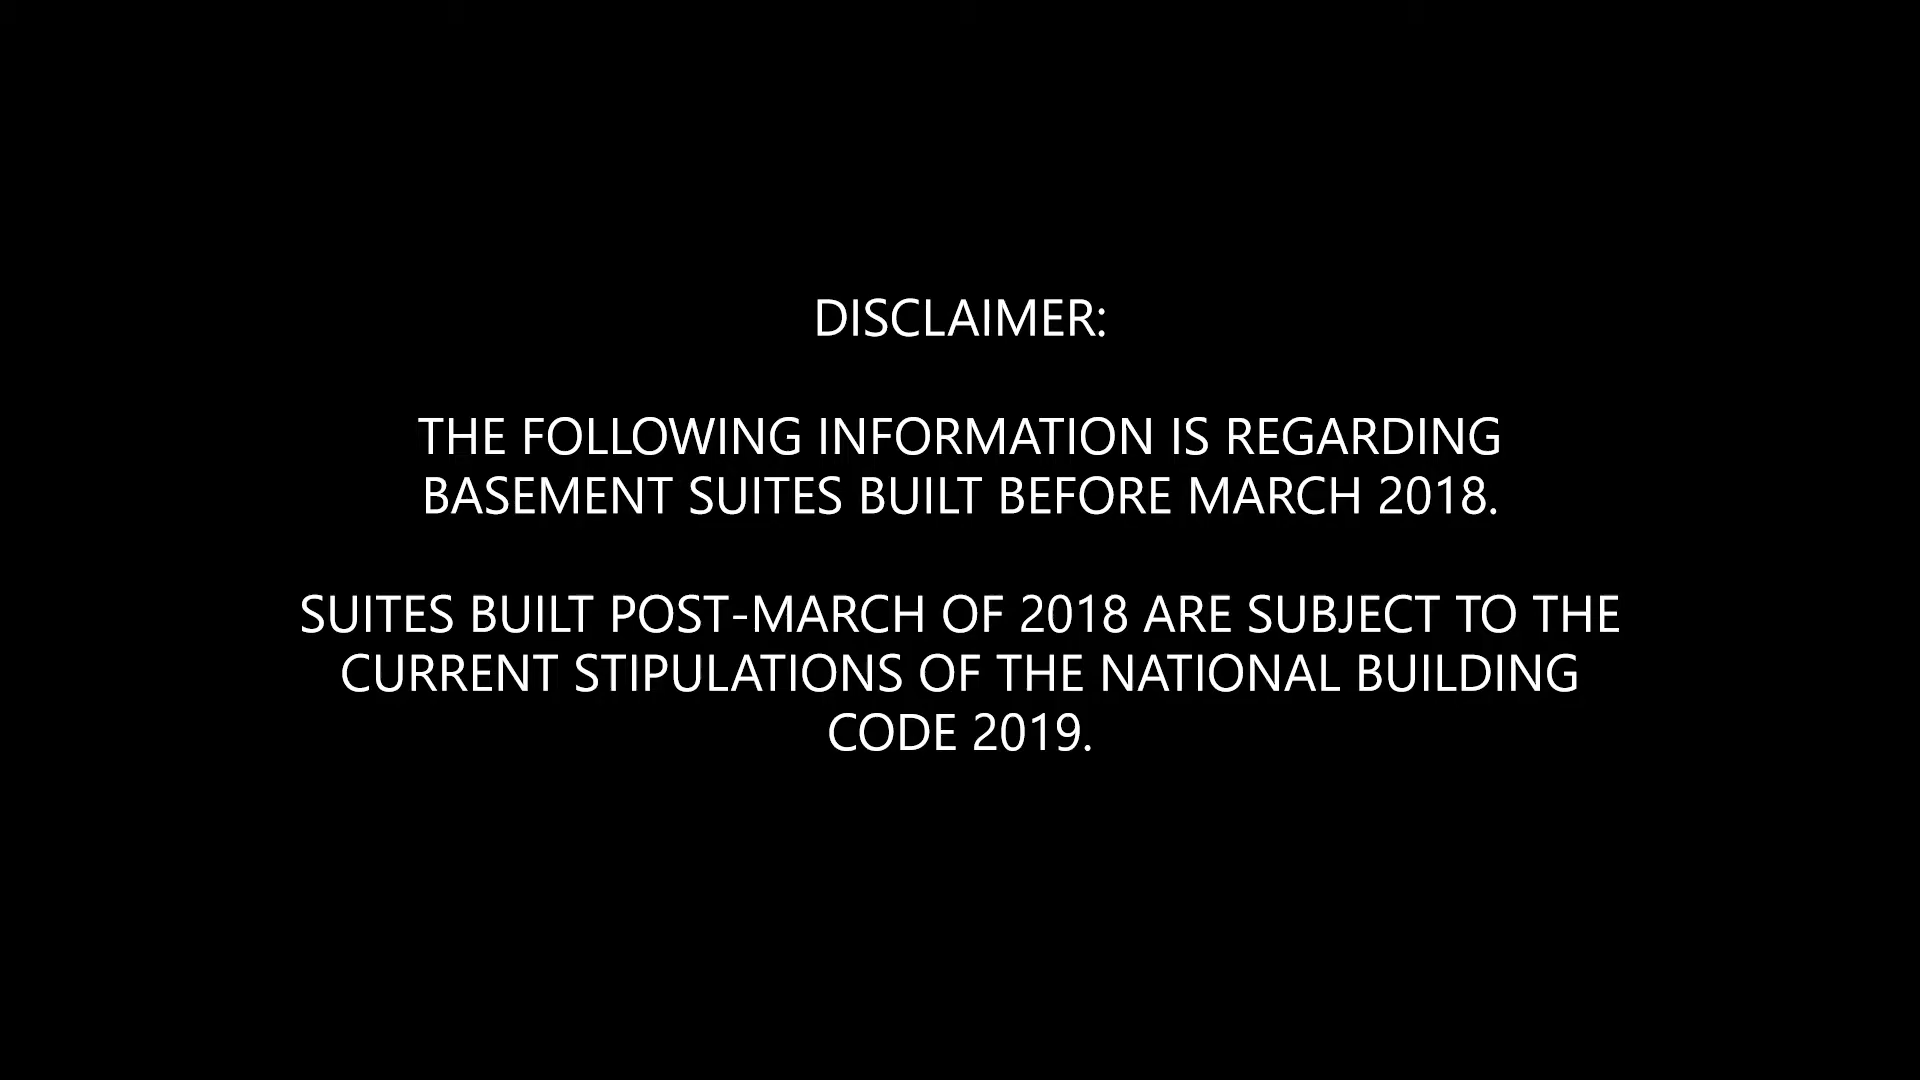 DISCLAIMER:
THE FOLLOWING INFORMATION IS REGARDING
BASEMENT SUITES BUILT BEFORE MARCH 2018.
SUITES BUILT POST-MARCH OF 2018 ARE SUBJECT TO THE
CURRENT STIPULATIONS OF THE NATIONAL BUILDING
CODE 2019.